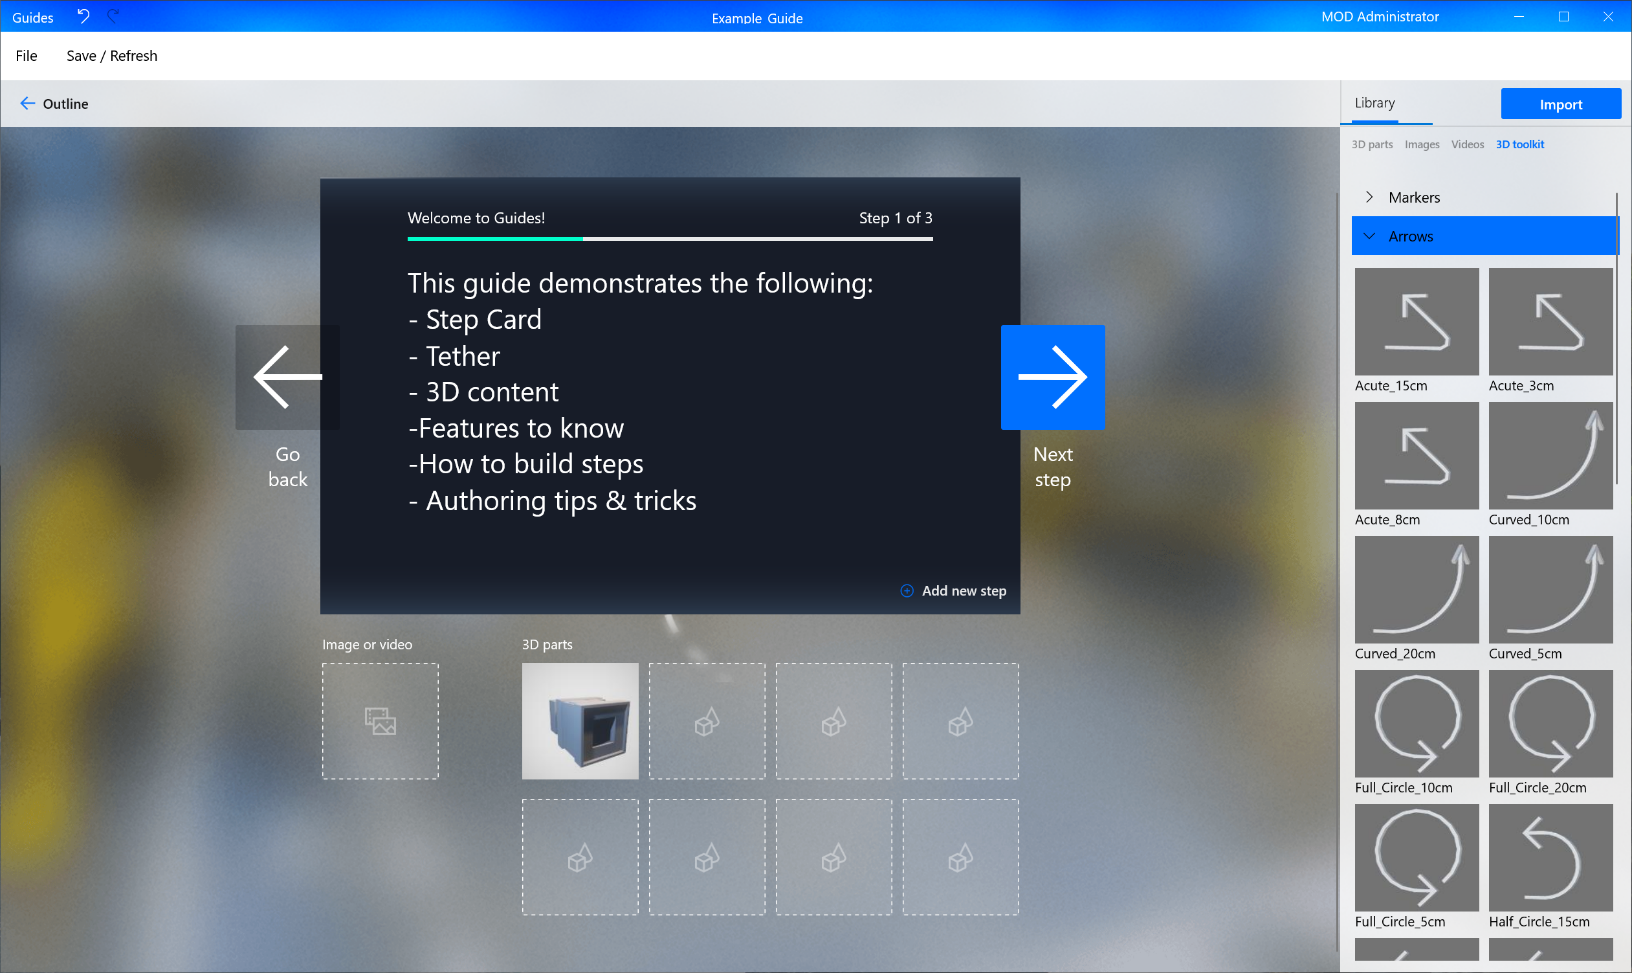 Guides
Example Guide
MOD Administrator
File
Save / Refresh
Outline
Library
Import
3D parts
Images
Videos
3D toolkit
Welcome to Guides!
Step 1 of 3
This guide demonstrates the following:
- Step Card
- Tether
- 3D content
-Features to know
-How to build steps
- Authoring tips & tricks
Go
back
Next
step
Add new step
Image or video
3D parts
Markers
Arrows
Acute_15cm
Acute_3cm
Acute_8cm
Curved_10cm
Curved_20cm
Curved_5cm
Full_Circle_10cm
Full_Circle_20cm
Full_Circle_5cm
Half_Circle_15cm